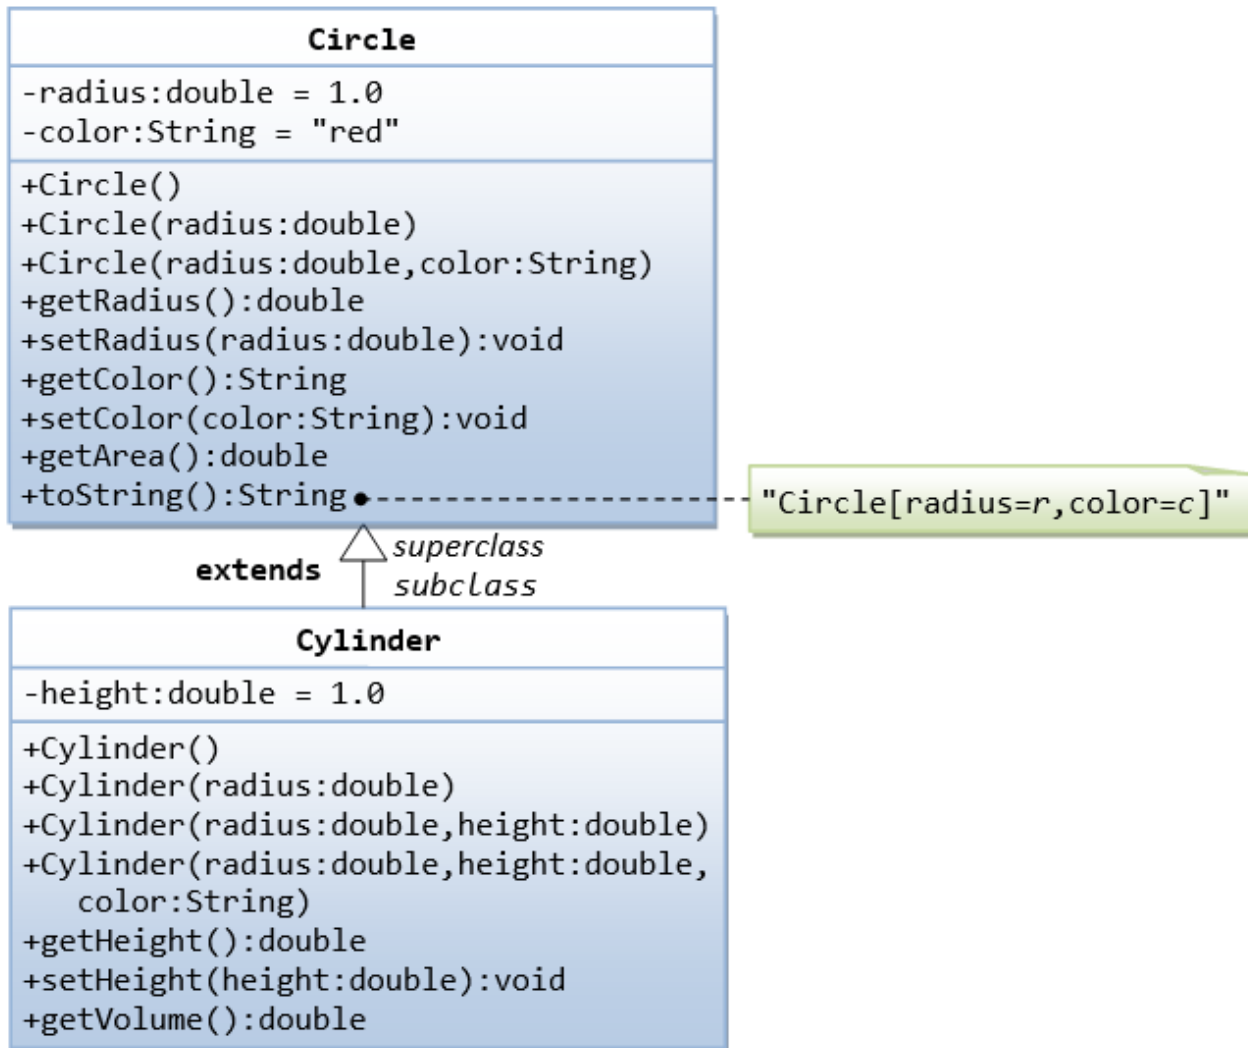 Circle
-radius:double = 1.0
-color:String = "red"
+Circle()
+Circle(radius:double)
+Circle(radius:double,color:String)
+getRadius():double
+setRadius(radius:double):void
+getColor():String
+setColor(color:String):void
+getArea():double
+toString():String
"Circle[radius=r,color=c]"
superclass
extends
subclass
Cylinder
-height:double = 1.0
+Cylinder()
+Cylinder(radius:double)
+Cylinder(radius:double,height:double)
+Cylinder(radius:double,height:double,
color:String)
+getHeight():double
+setHeight(height:double):void
+getVolume():double